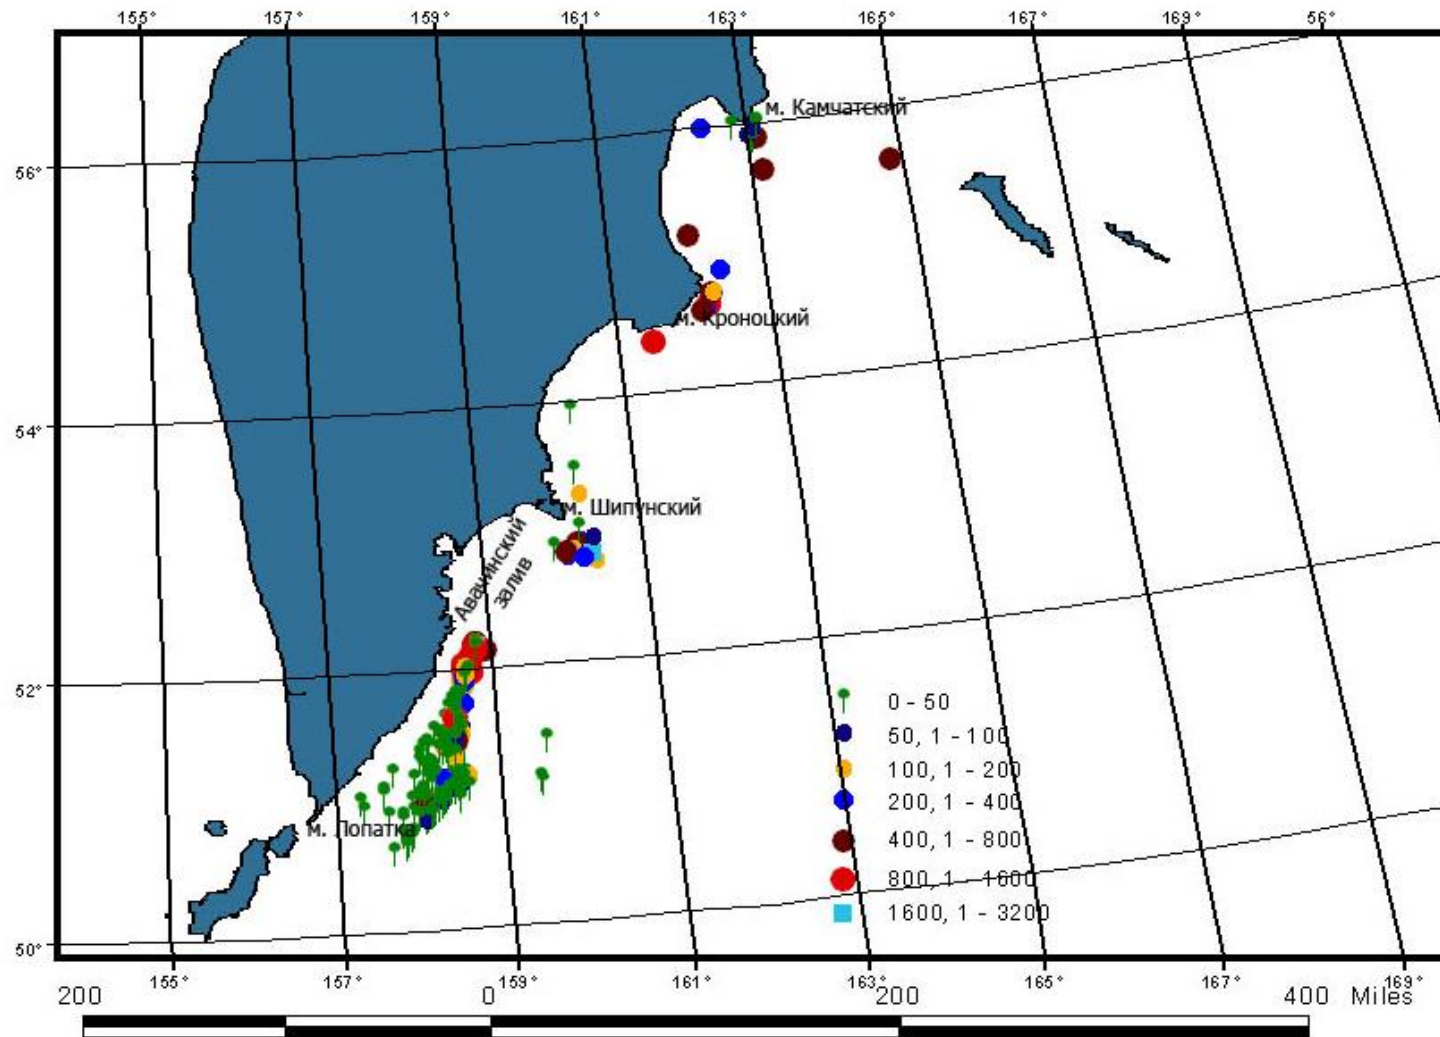 155° 157° 159° 161° 163° 165° 167° 169° 56°
м. Камчатский
56°
м. Кроноцкий
54°
м. Шипунский
Авачинский
залив
52°
0 - 50
50, 1 - 100
100, 1 - 200
200, 1 - 400
м. Лопатка
400, 1 - 800
800, 1 - 1600
1600, 1 - 3200
50°
155° 157° 159° 161° 163° 165° 167° 169°
200 0 200 400 Miles